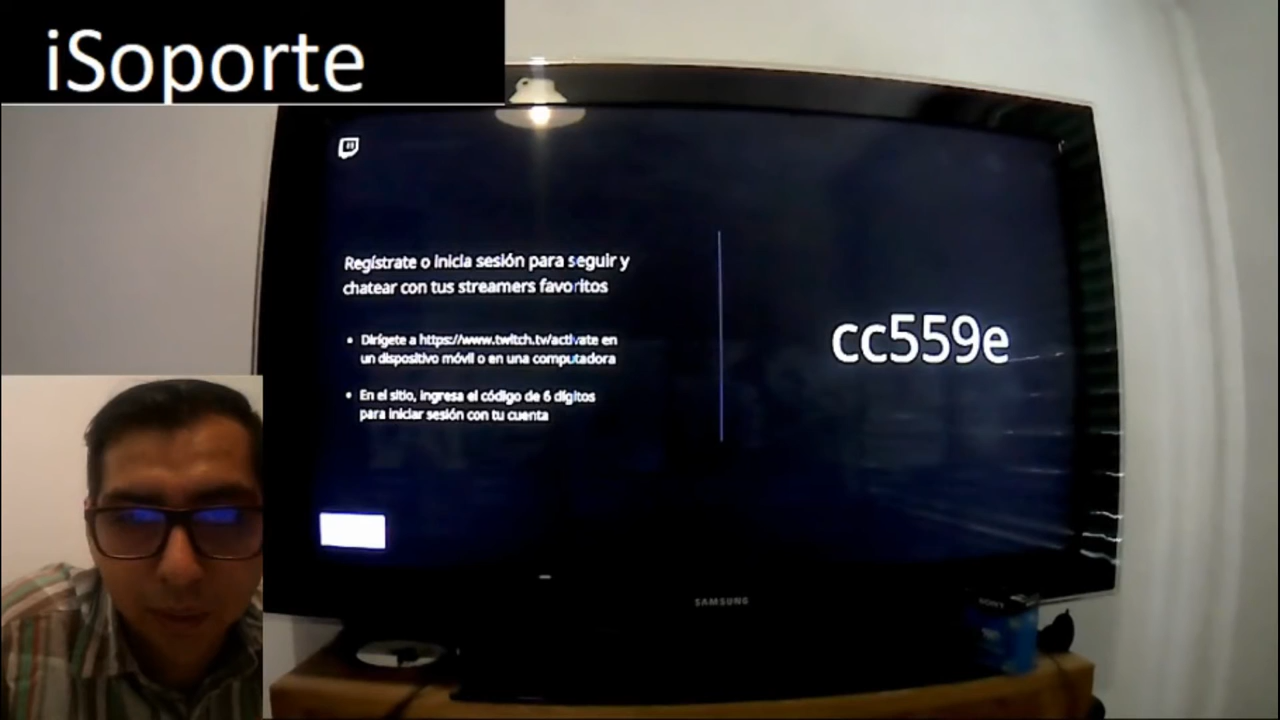 iSoporte
Regístrate o inicia sesión para seguir y
chatear con tus streamers favoritos
• Dirígete a https://www.twitch.tv/activate en
un dispositivo móvil o en una computadora
• En el sitio, ingresa el código de 6 dígitos
para iniciar sesión con tu cuenta
cc559e
SAMSUNG
SONY